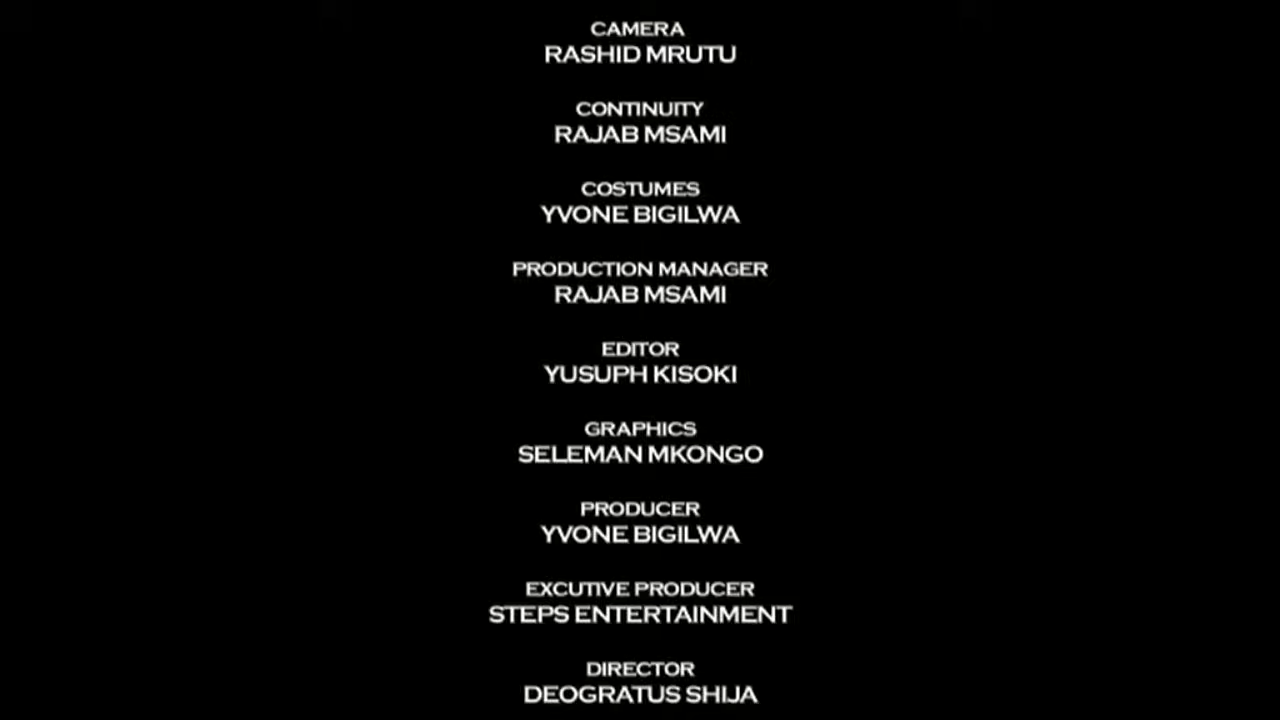 CAMERA
RASHID MRUTU
CONTINUITY
RAJAB MSAMI
COSTUMES
YVONE BIGILWA
PRODUCTION MANAGER
RAJAB MSAMI
EDITOR
YUSUPH KISOKI
GRAPHICS
SELEMAN MKONGO
PRODUCER
YVONE BIGILWA
EXCUTIVE PRODUCER
STEPS ENTERTAINMENT
DIRECTOR
DEOGRATUS SHIJA